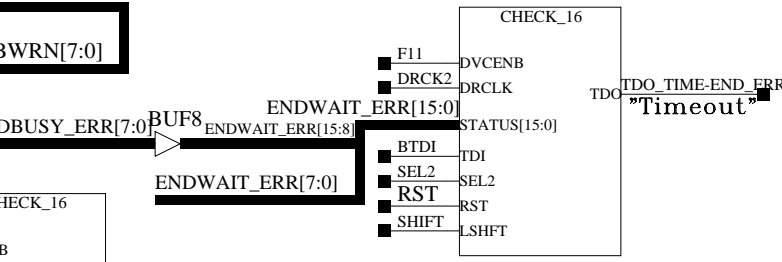 CHECK_16
BWRN[7:0]
F11
DVCENB
DRCK2
DRCLK
TDO
TDO_TIME-END_ERR
"Timeout"
ENDWAIT_ERR[15:0]
DBUSY_ERR[7:0]
BUF8
ENDWAIT_ERR[15:8]
STATUS[15:0]
BTDI
TDI
SEL2
SEL2
ENDWAIT_ERR[7:0]
RST
RST
SHIFT
LSHFT
HECK_16
B